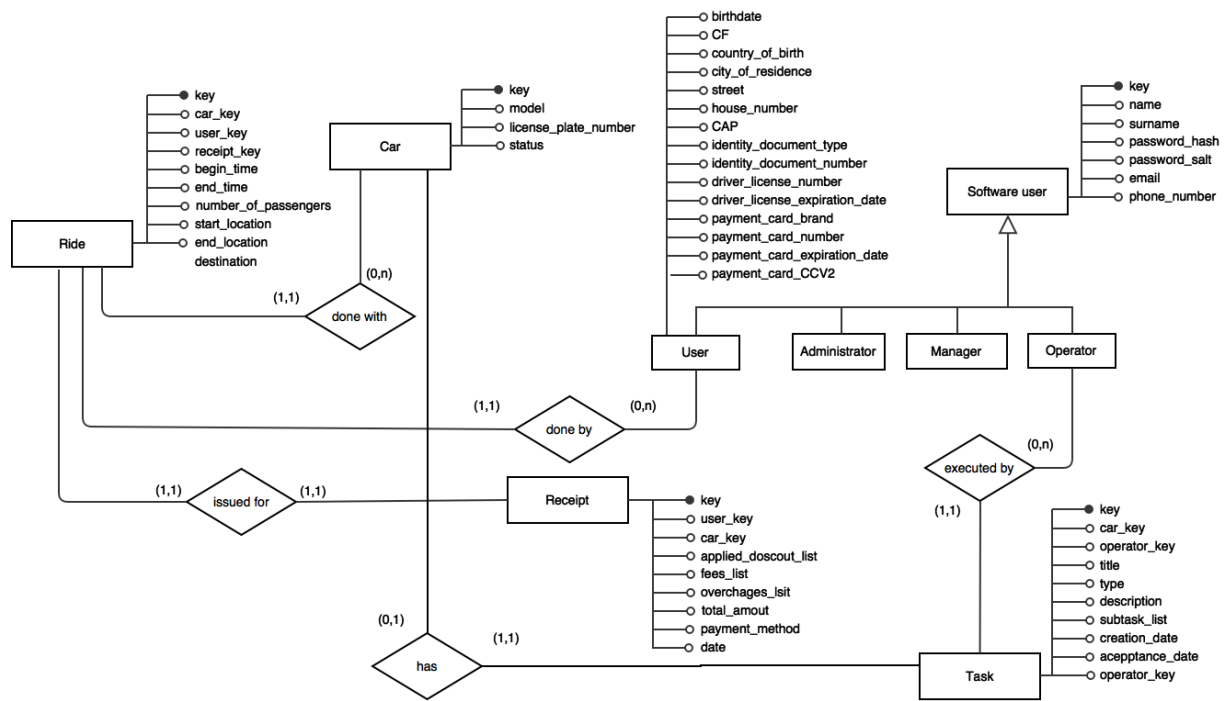 birthdate
CF
country_of_birth
city_of_residence
street
house_number
CAP
identity_document_type
identity_document_number
driver_license_number
driver_license_expiration_date
payment_card_brand
payment_card_number
payment_card_expiration_date
payment_card_CCV2
key
car_key
user_key
receipt_key
begin_time
end_time
number_of_passengers
start_location
end_location
destination
key
model
license_plate_number
status
Car
key
name
surname
password_hash
password_salt
email
phone_number
Software user
Ride
(0,n)
(1,1)
done with
User
Administrator
Manager
Operator
(1,1)
(0,n)
done by
(0,n)
executed by
(1,1)
(1,1)
(1,1)
issued for
Receipt
key
user_key
car_key
applied_doscout_list
fees_list
overchages_lsit
total_amout
payment_method
date
key
car_key
operator_key
title
type
description
subtask_list
creation_date
acepptance_date
operator_key
(0,1)
(1,1)
has
Task